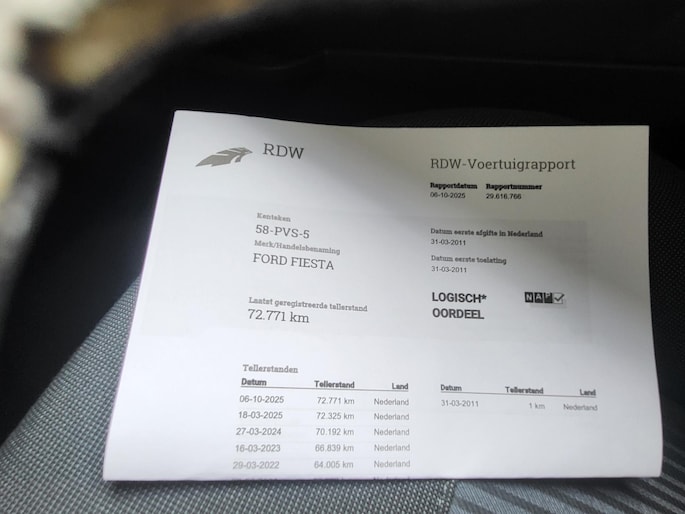 RDW
RDW-Voertuigrapport
Rapportdatum Rapportnummer
06-10-2025 29.616.766
Kenteken
58-PVS-5
Merk/Handelsbenaming
FORD FIESTA
Datum eerste afgifte in Nederland
31-03-2011
Datum eerste toelating
31-03-2011
Laatst geregistreerde tellerstand
72.771 km
LOGISCH*
OORDEEL
NAP
Tellerstanden
Datum Tellerstand Land
06-10-2025 72.771 km Nederland
18-03-2025 72.325 km Nederland
27-03-2024 70.192 km Nederland
16-03-2023 66.839 km Nederland
29-03-2022 64.005 km Nederland
Datum Tellerstand Land
31-03-2011 1 km Nederland